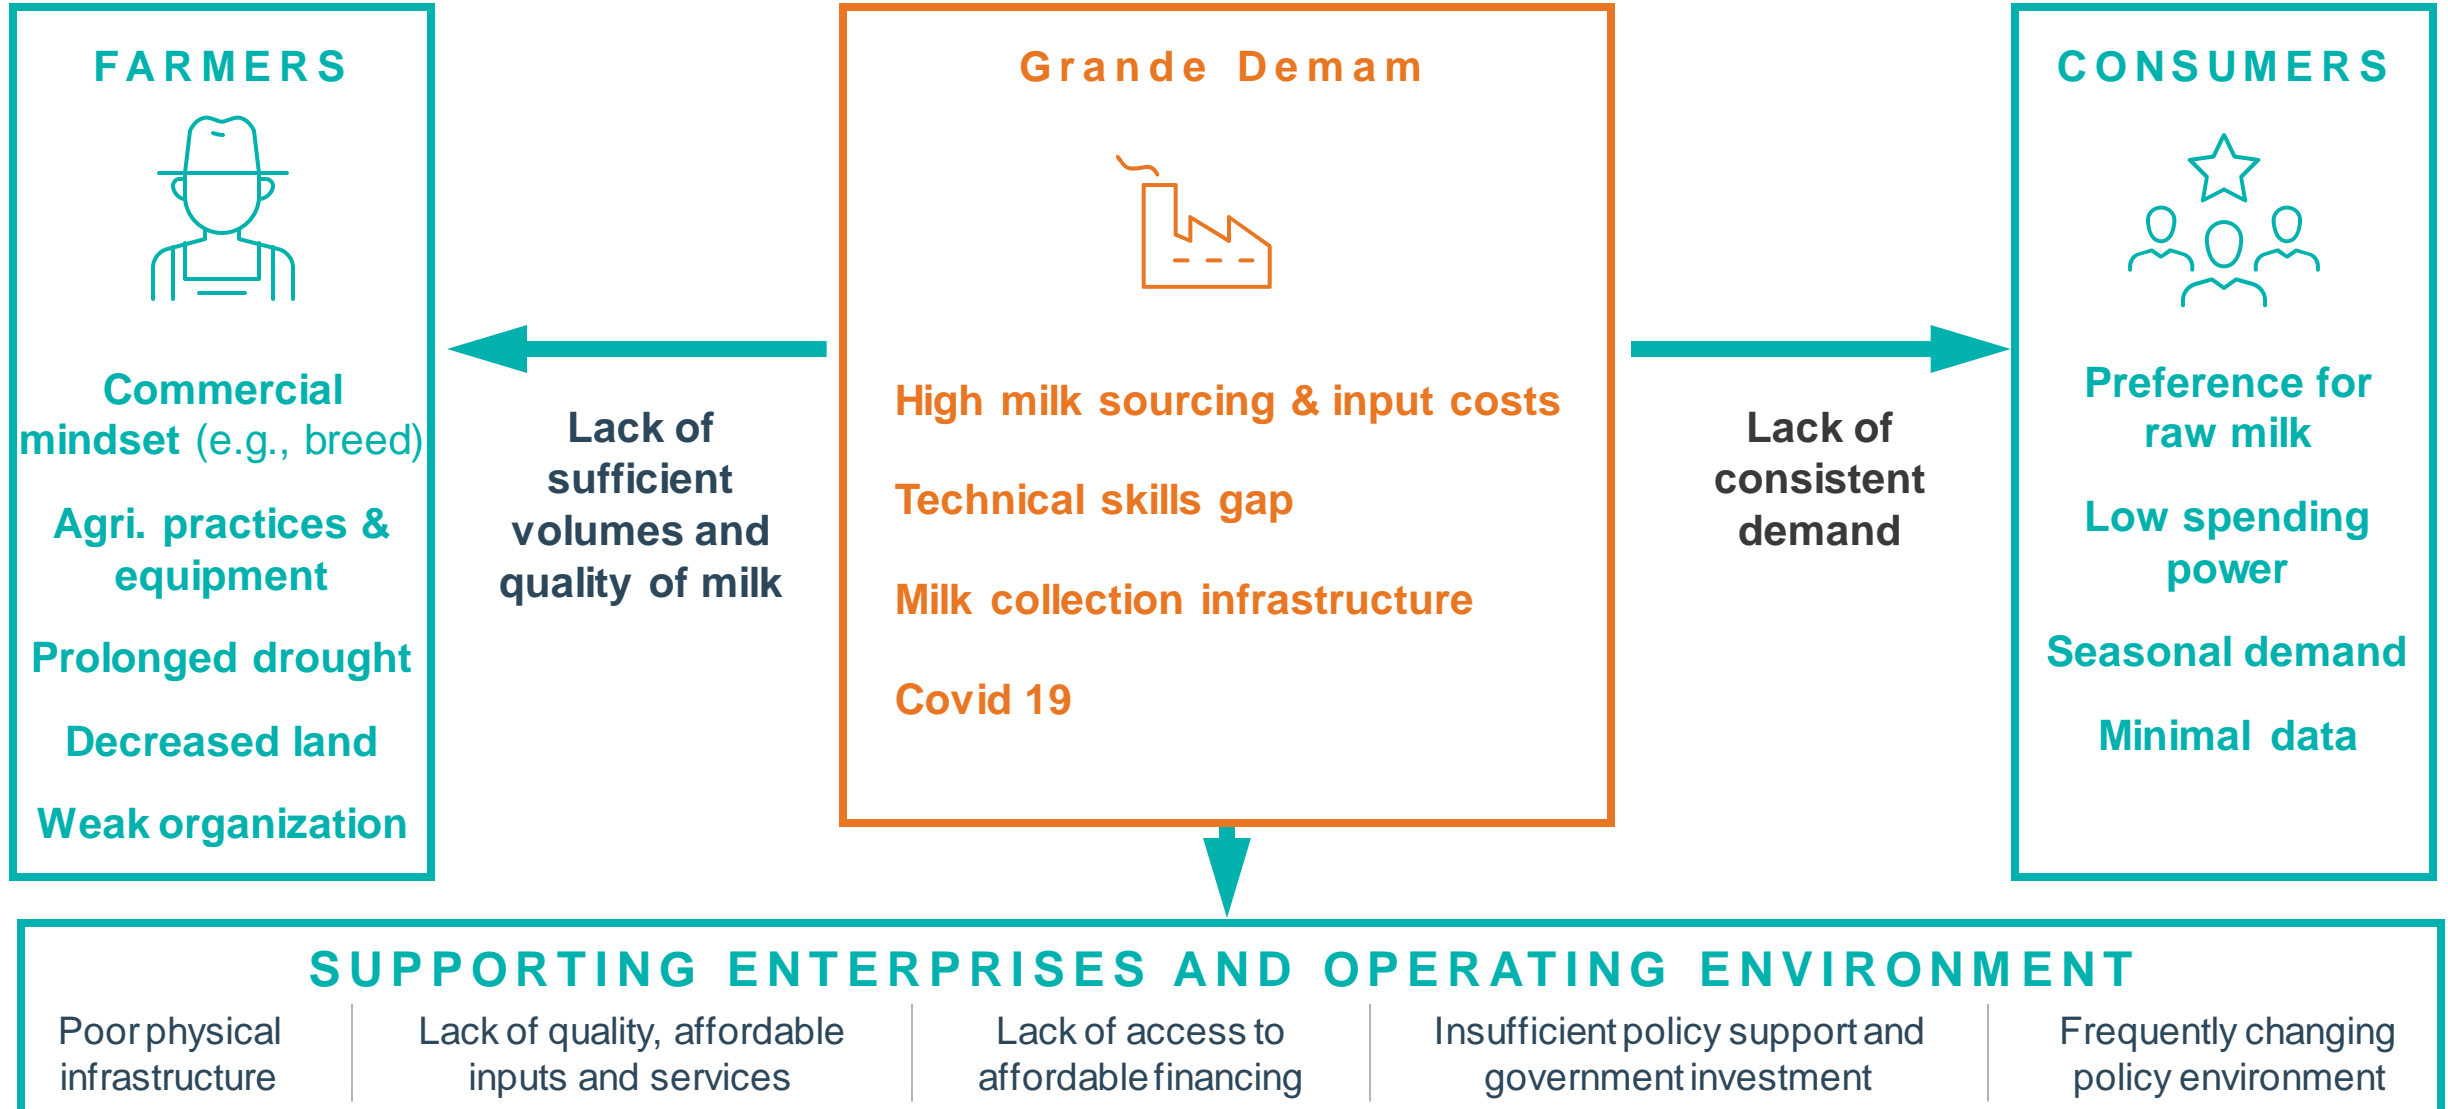 FARMERS
Commercial
mindset (e.g., breed)
Agri. practices &
equipment
Prolonged drought
Decreased land
Weak organization
Lack of
sufficient
volumes and
quality of milk
Grande Demam
High milk sourcing & input costs
Technical skills gap
Milk collection infrastructure
Covid 19
Lack of
consistent
demand
CONSUMERS
Preference for
raw milk
Low spending
power
Seasonal demand
Minimal data
SUPPORTING ENTERPRISES AND OPERATING ENVIRONMENT
Poor physical
infrastructure
Lack of quality, affordable
inputs and services
Lack of access to
affordable financing
Insufficient policy support and
government investment
Frequently changing
policy environment